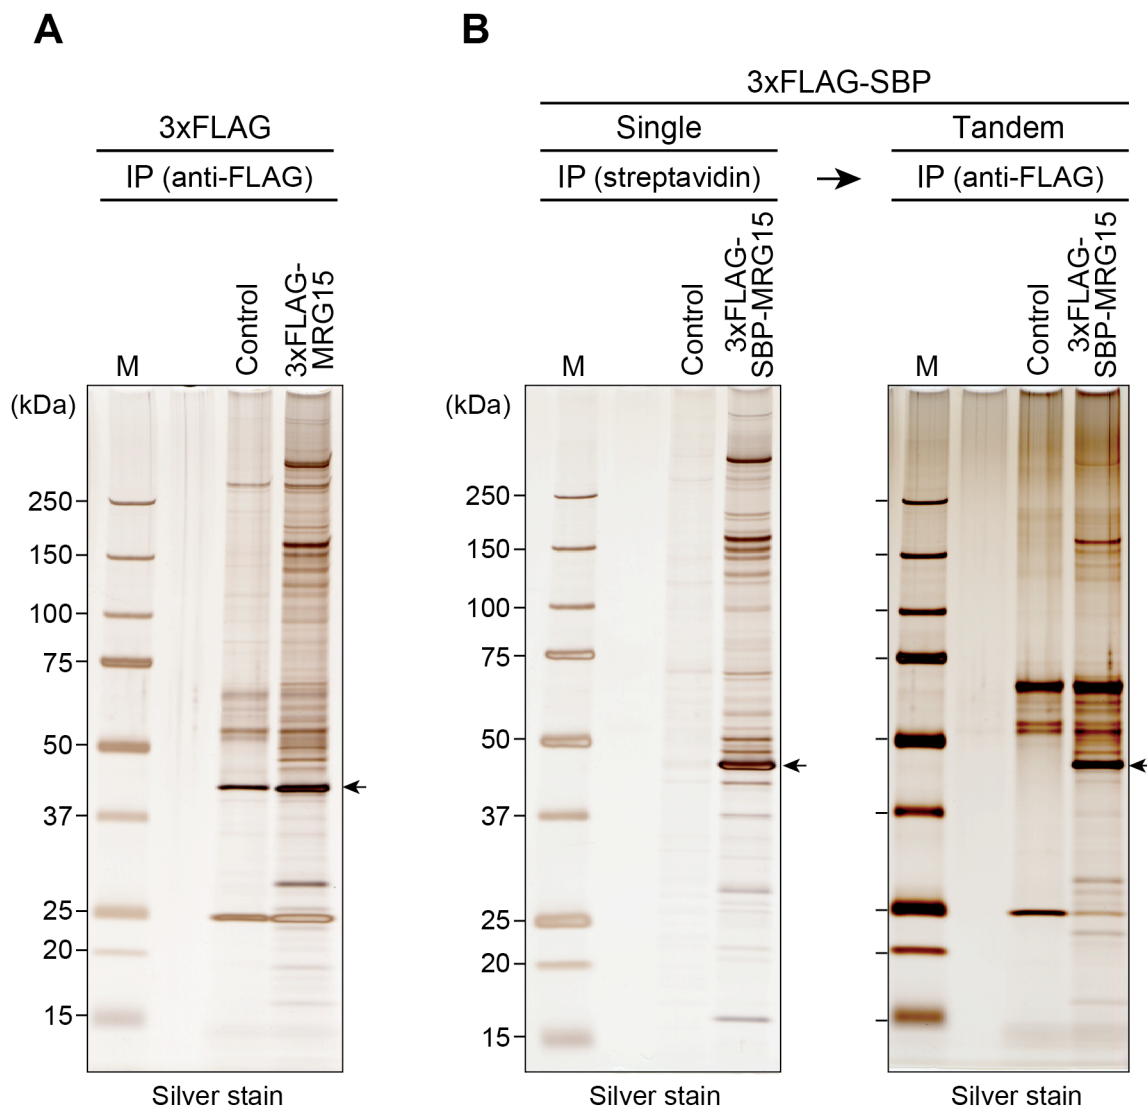 A
B
3xFLAG-SBP
3xFLAG
Single
Tandem
IP (anti-FLAG)
IP (streptavidin)
IP (anti-FLAG)
M
Control
3xFLAG-
MRG15
M
Control
3xFLAG-
SBP-MRG15
M
Control
3xFLAG-
SBP-MRG15
(kDa)
250
150
100
75
50
37
25
20
15
(kDa)
250
150
100
75
50
37
25
20
15
Silver stain
Silver stain
Silver stain